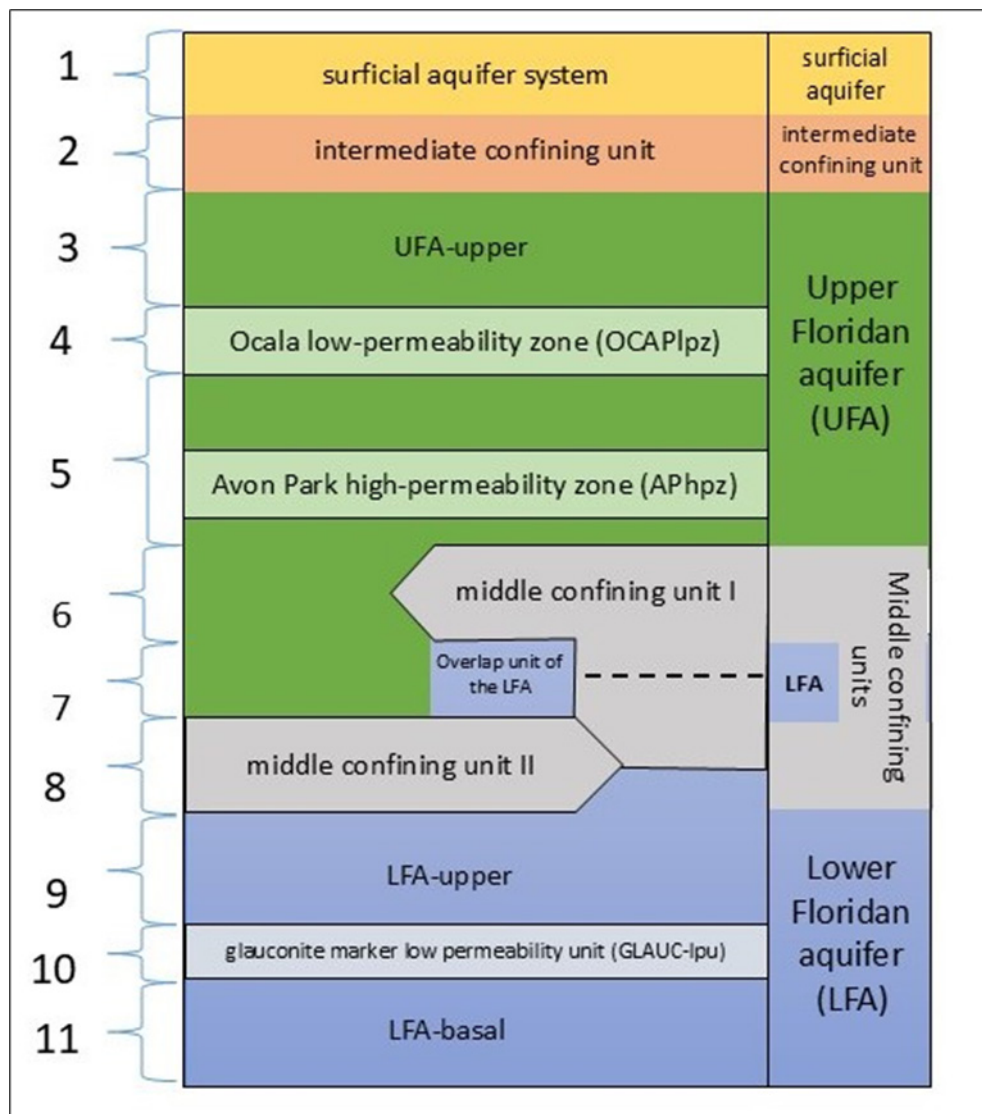 1
surficial aquifer system
surficial
aquifer
2
intermediate confining unit
intermediate
confining unit
3
UFA-upper
4
Ocala low-permeability zone (OCAPlpz)
Upper
Floridan
aquifer
(UFA)
5
Avon Park high-permeability zone (APhpz)
6
middle confining unit I
7
Overlap unit of
the LFA
LFA
Middle confining
units
8
middle confining unit II
9
LFA-upper
Lower
Floridan
aquifer
(LFA)
10
glauconite marker low permeability unit (GLAUC-lpu)
11
LFA-basal